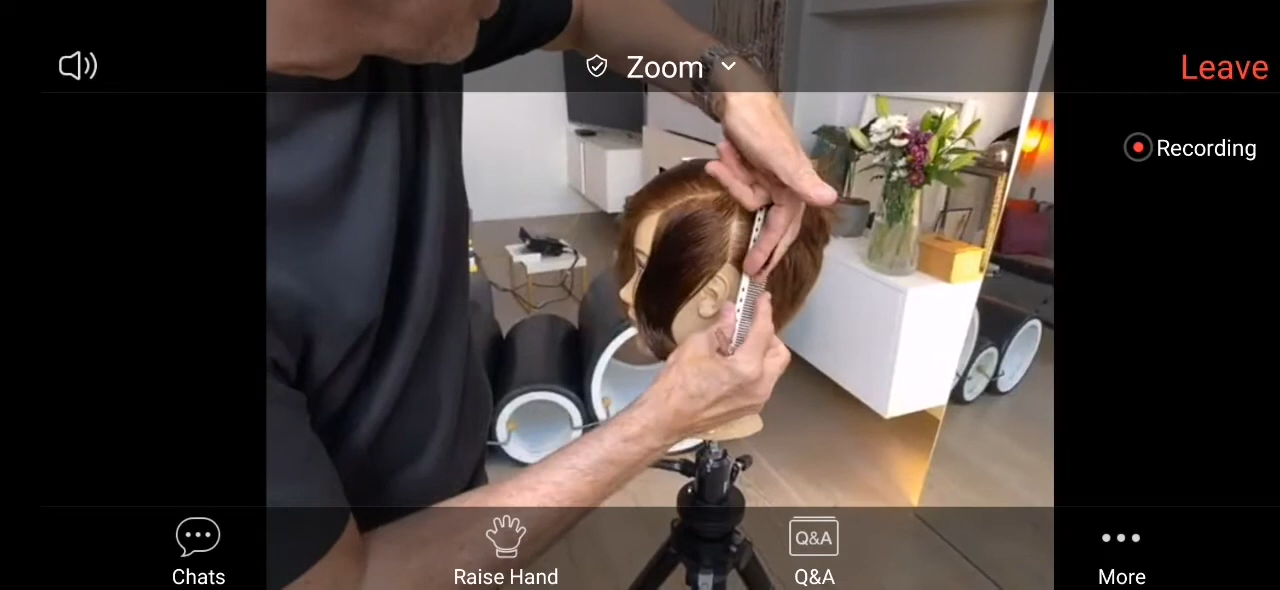 Zoom
Leave
Recording
Q&A
Chats
Raise Hand
Q&A
More